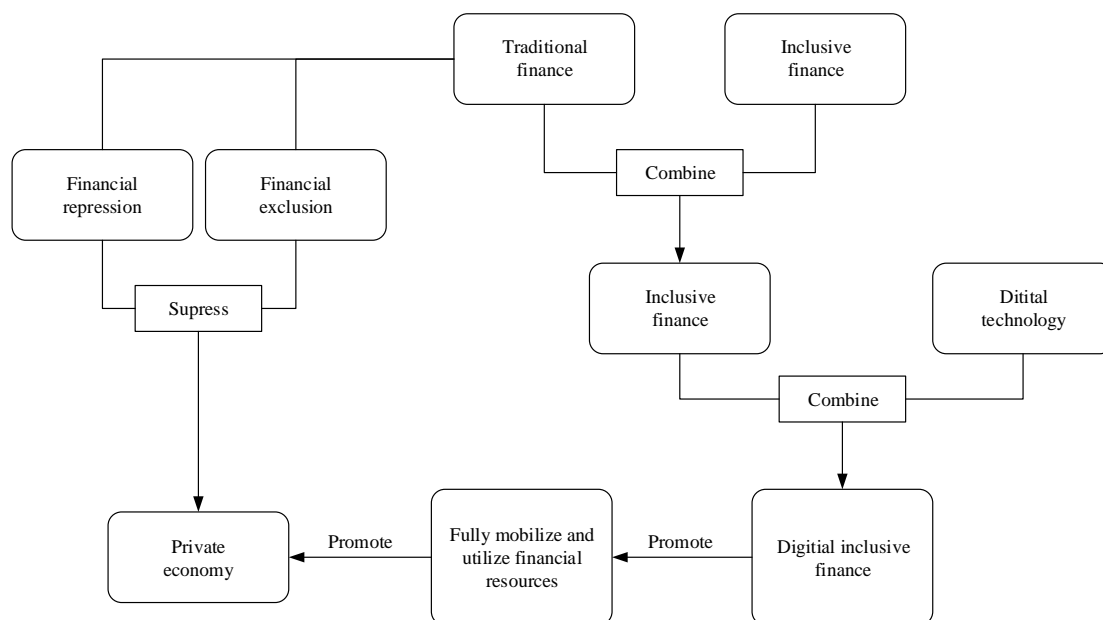 Traditional
finance
Inclusive
finance
Financial
repression
Financial
exclusion
Combine
Supress
Inclusive
finance
Ditital
technology
Combine
Private
economy
Promote
Fully mobilize and
utilize financial
resources
Promote
Digitial inclusive
finance